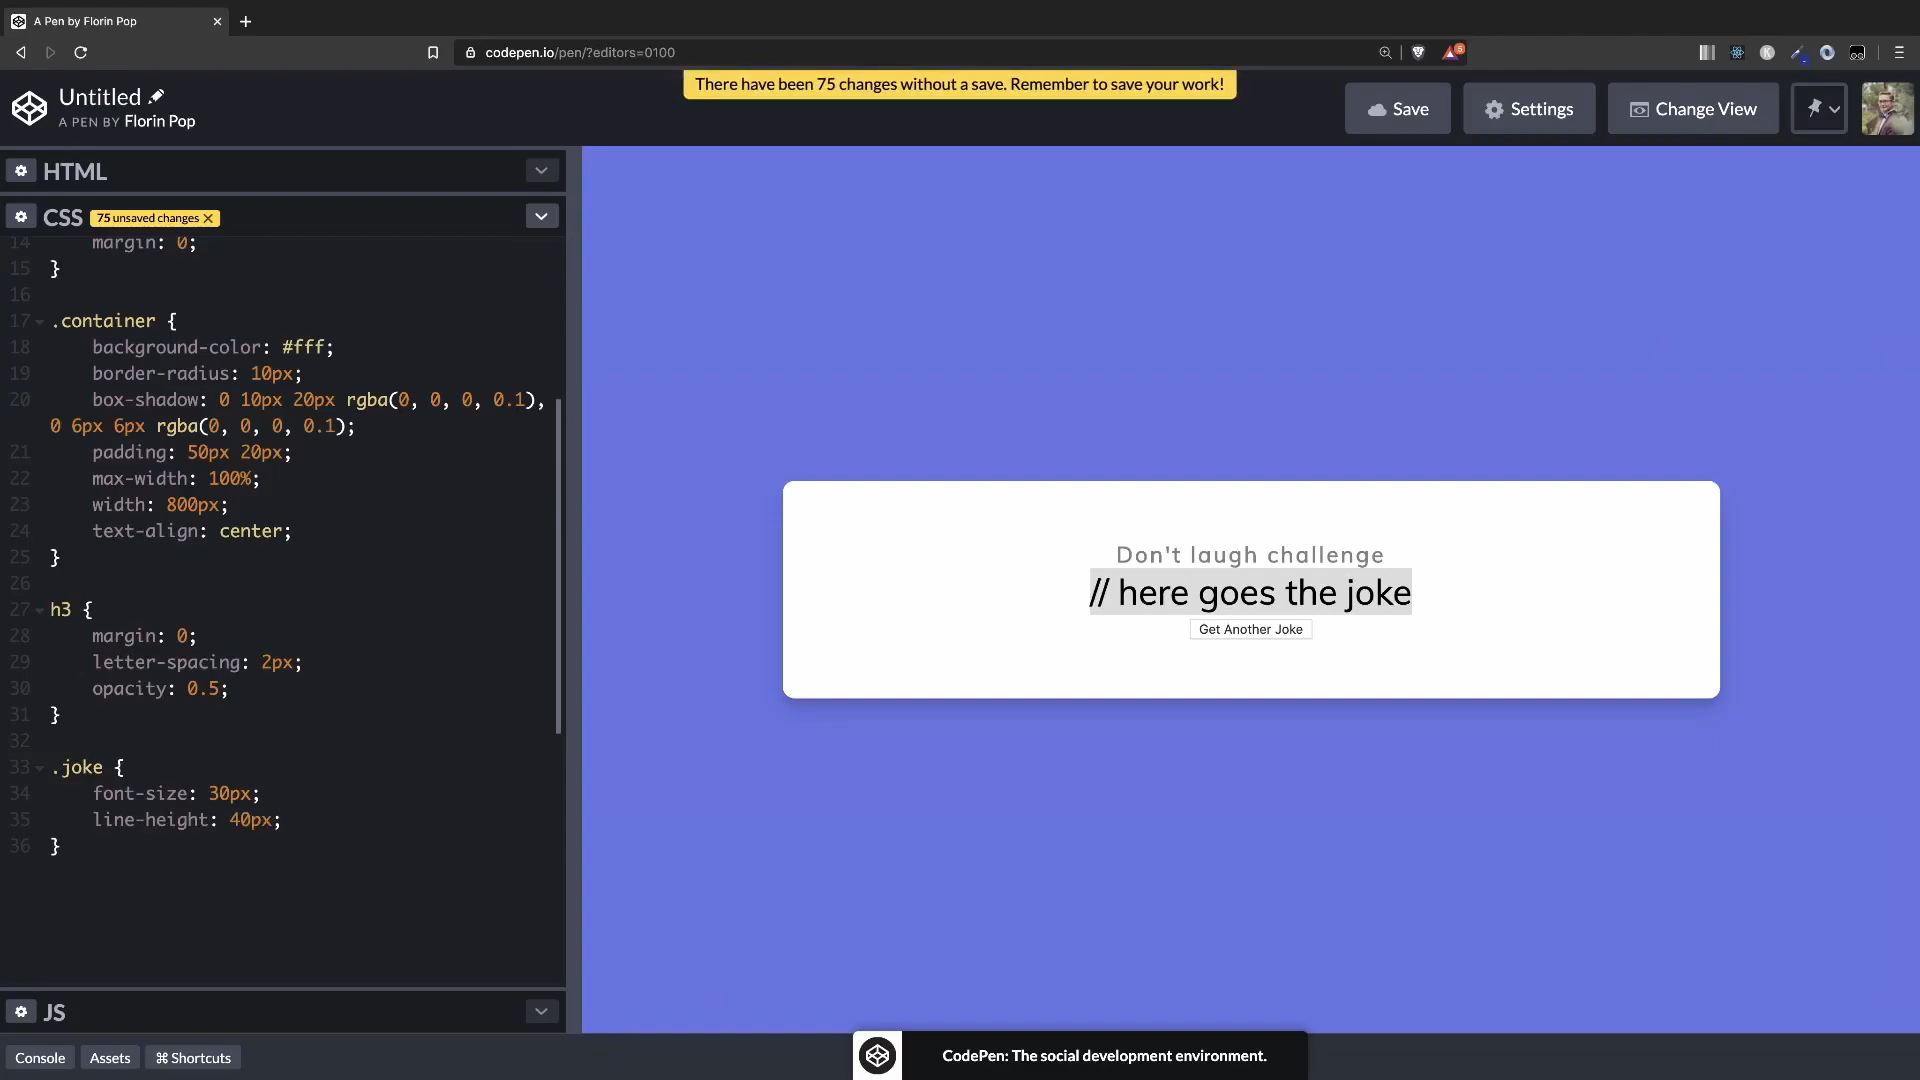 A Pen by Florin Pop
codepen.io/pen/?editors=0100
5
There have been 75 changes without a save. Remember to save your work!
Untitled
A PEN BY Florin Pop
Save
Settings
Change View
HTML
CSS
75 unsaved changes
14 margin: 0;
15 }
16
17 .container {
18 background-color: #fff;
19 border-radius: 10px;
20 box-shadow: 0 10px 20px rgba(0, 0, 0, 0.1),
0 6px 6px rgba(0, 0, 0, 0.1);
21 padding: 50px 20px;
22 max-width: 100%;
23 width: 800px;
24 text-align: center;
25 }
26
27 h3 {
28 margin: 0;
29 letter-spacing: 2px;
30 opacity: 0.5;
31 }
32
33 .joke {
34 font-size: 30px;
35 line-height: 40px;
36 }
Don't laugh challenge
// here goes the joke
Get Another Joke
JS
Console
Assets
⌘ Shortcuts
CodePen: The social development environment.